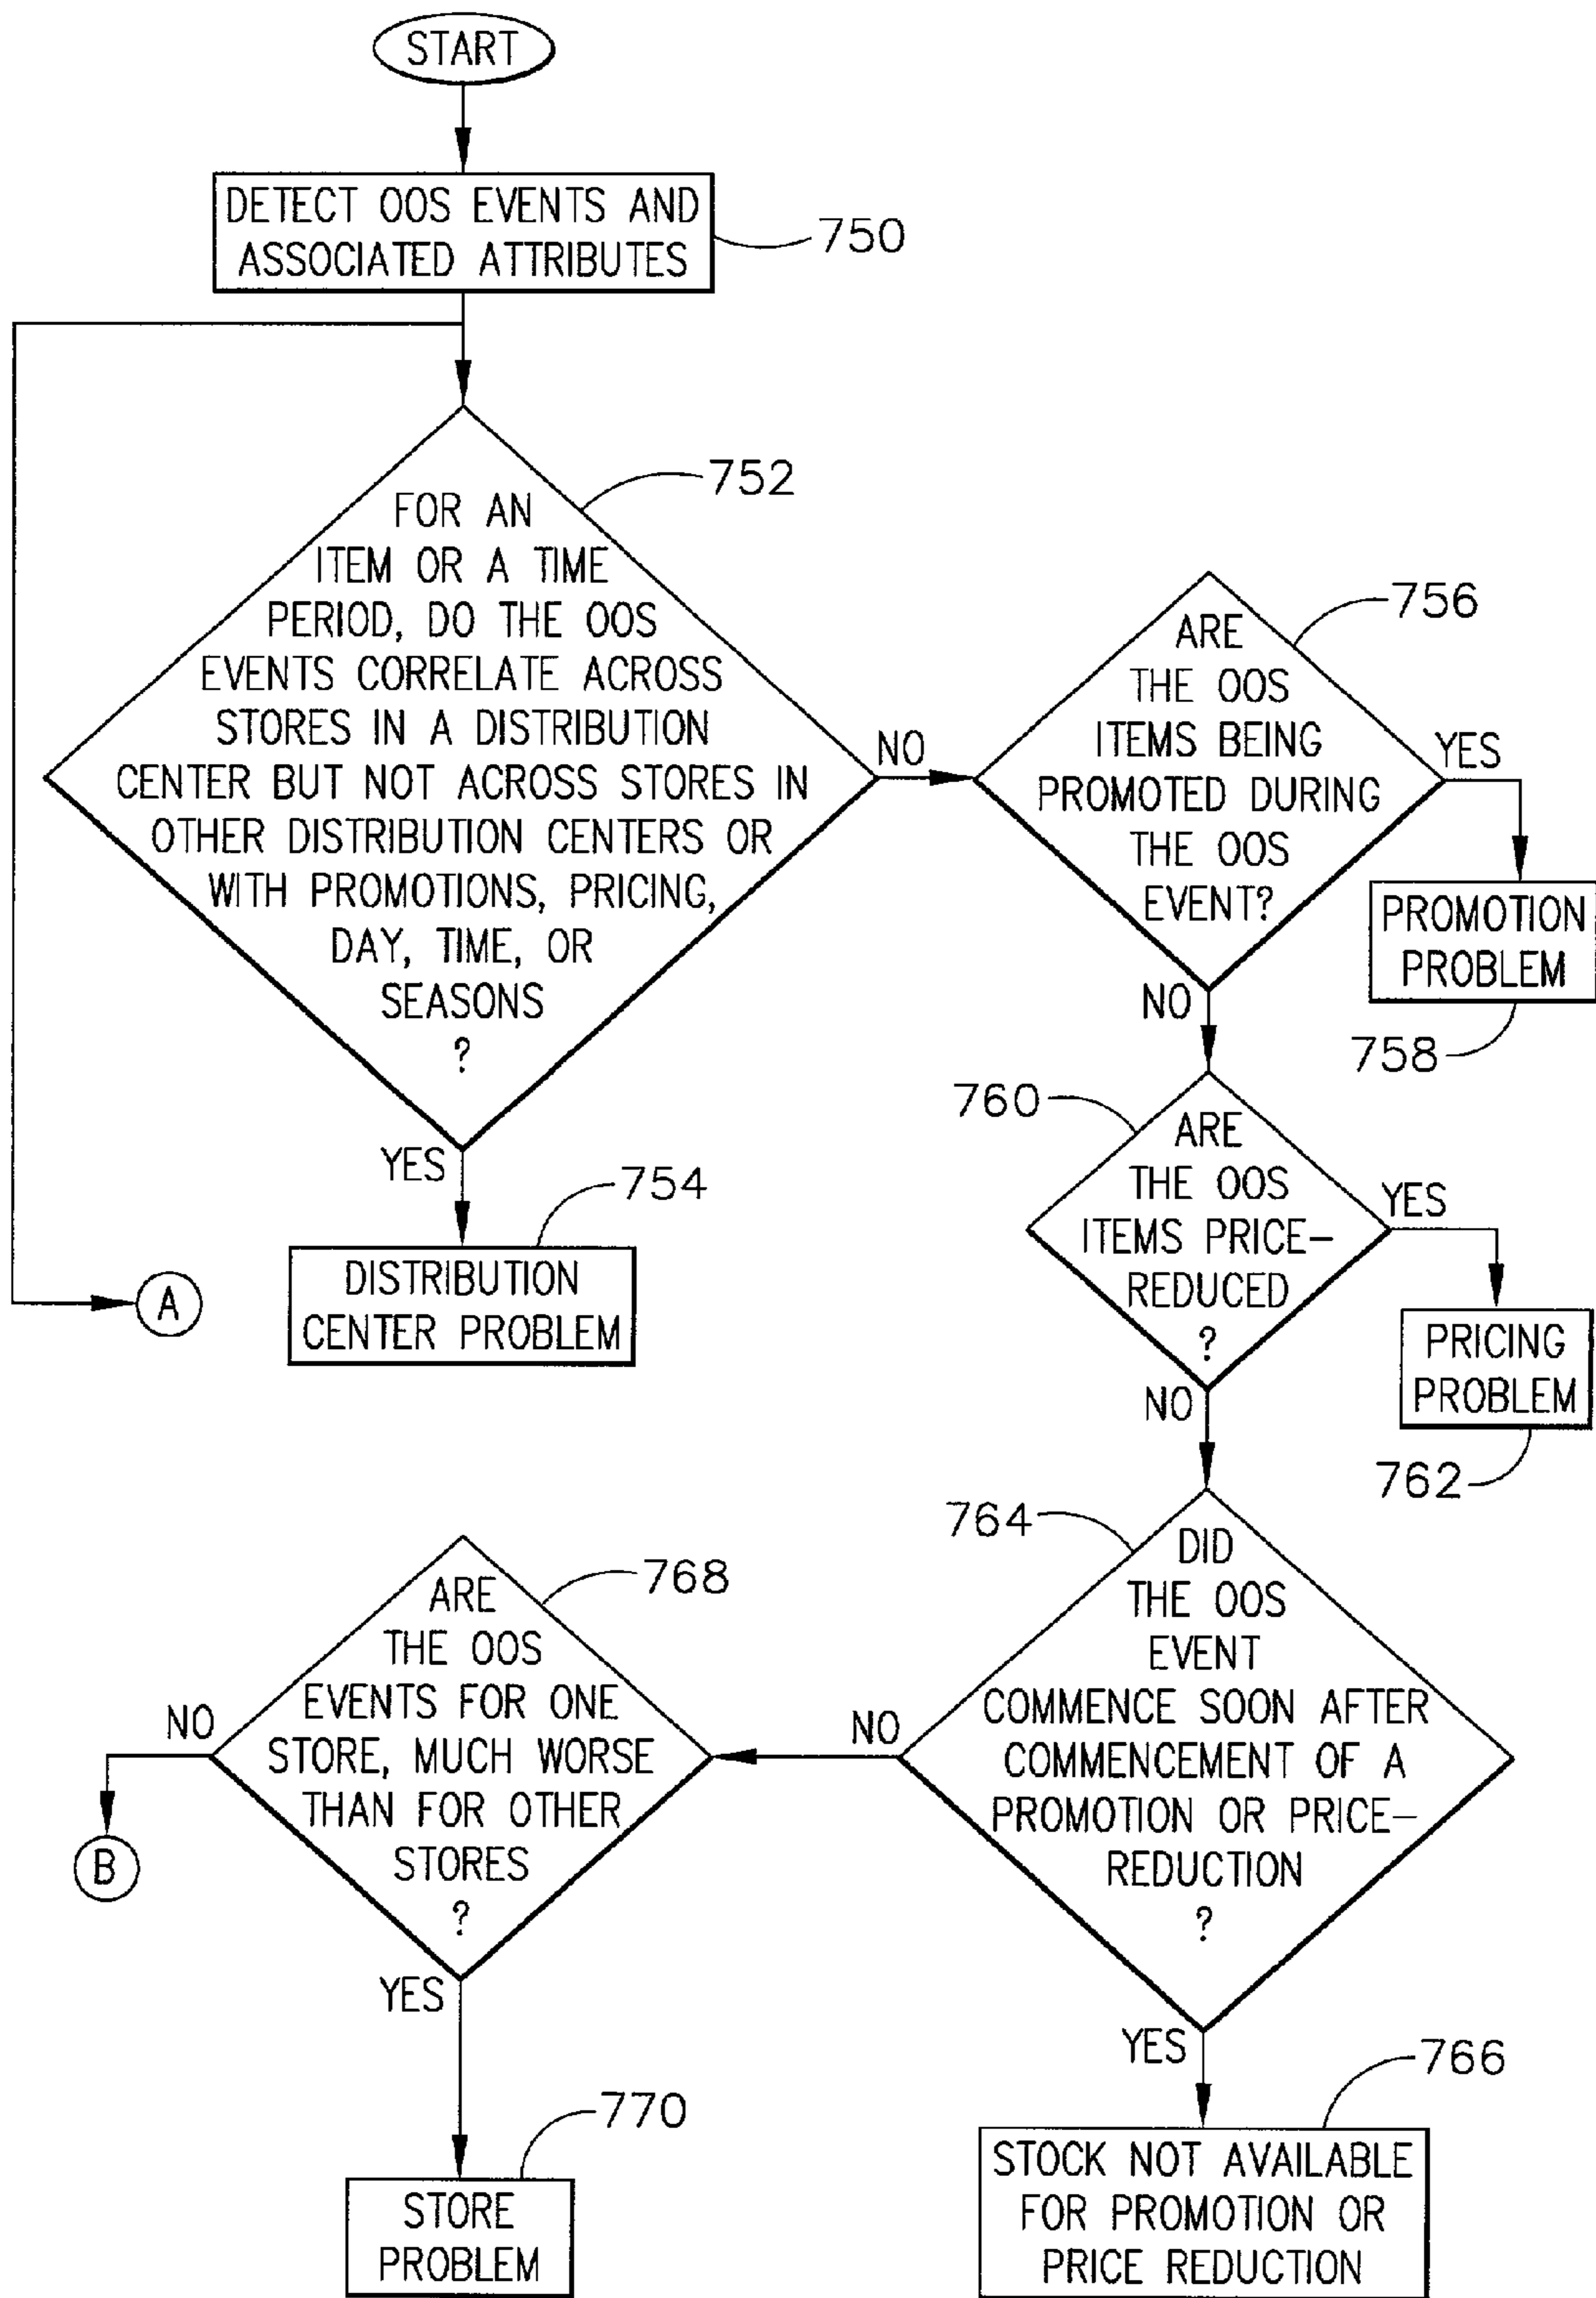 START
DETECT OOS EVENTS AND
ASSOCIATED ATTRIBUTES
750
752
FOR AN
ITEM OR A TIME
PERIOD, DO THE OOS
EVENTS CORRELATE ACROSS
STORES IN A DISTRIBUTION
CENTER BUT NOT ACROSS STORES IN
OTHER DISTRIBUTION CENTERS OR
WITH PROMOTIONS, PRICING,
DAY, TIME, OR
SEASONS
?
NO
YES
754
DISTRIBUTION
CENTER PROBLEM
A
756
ARE
THE OOS
ITEMS BEING
PROMOTED DURING
THE OOS
EVENT?
YES
PROMOTION
PROBLEM
758
NO
760
ARE
THE OOS
ITEMS PRICE-
REDUCED
?
YES
PRICING
PROBLEM
762
NO
764
DID
THE OOS
EVENT
COMMENCE SOON AFTER
COMMENCEMENT OF A
PROMOTION OR PRICE-
REDUCTION
?
NO
YES
766
STOCK NOT AVAILABLE
FOR PROMOTION OR
PRICE REDUCTION
768
ARE
THE OOS
EVENTS FOR ONE
STORE, MUCH WORSE
THAN FOR OTHER
STORES
?
NO
B
YES
770
STORE
PROBLEM